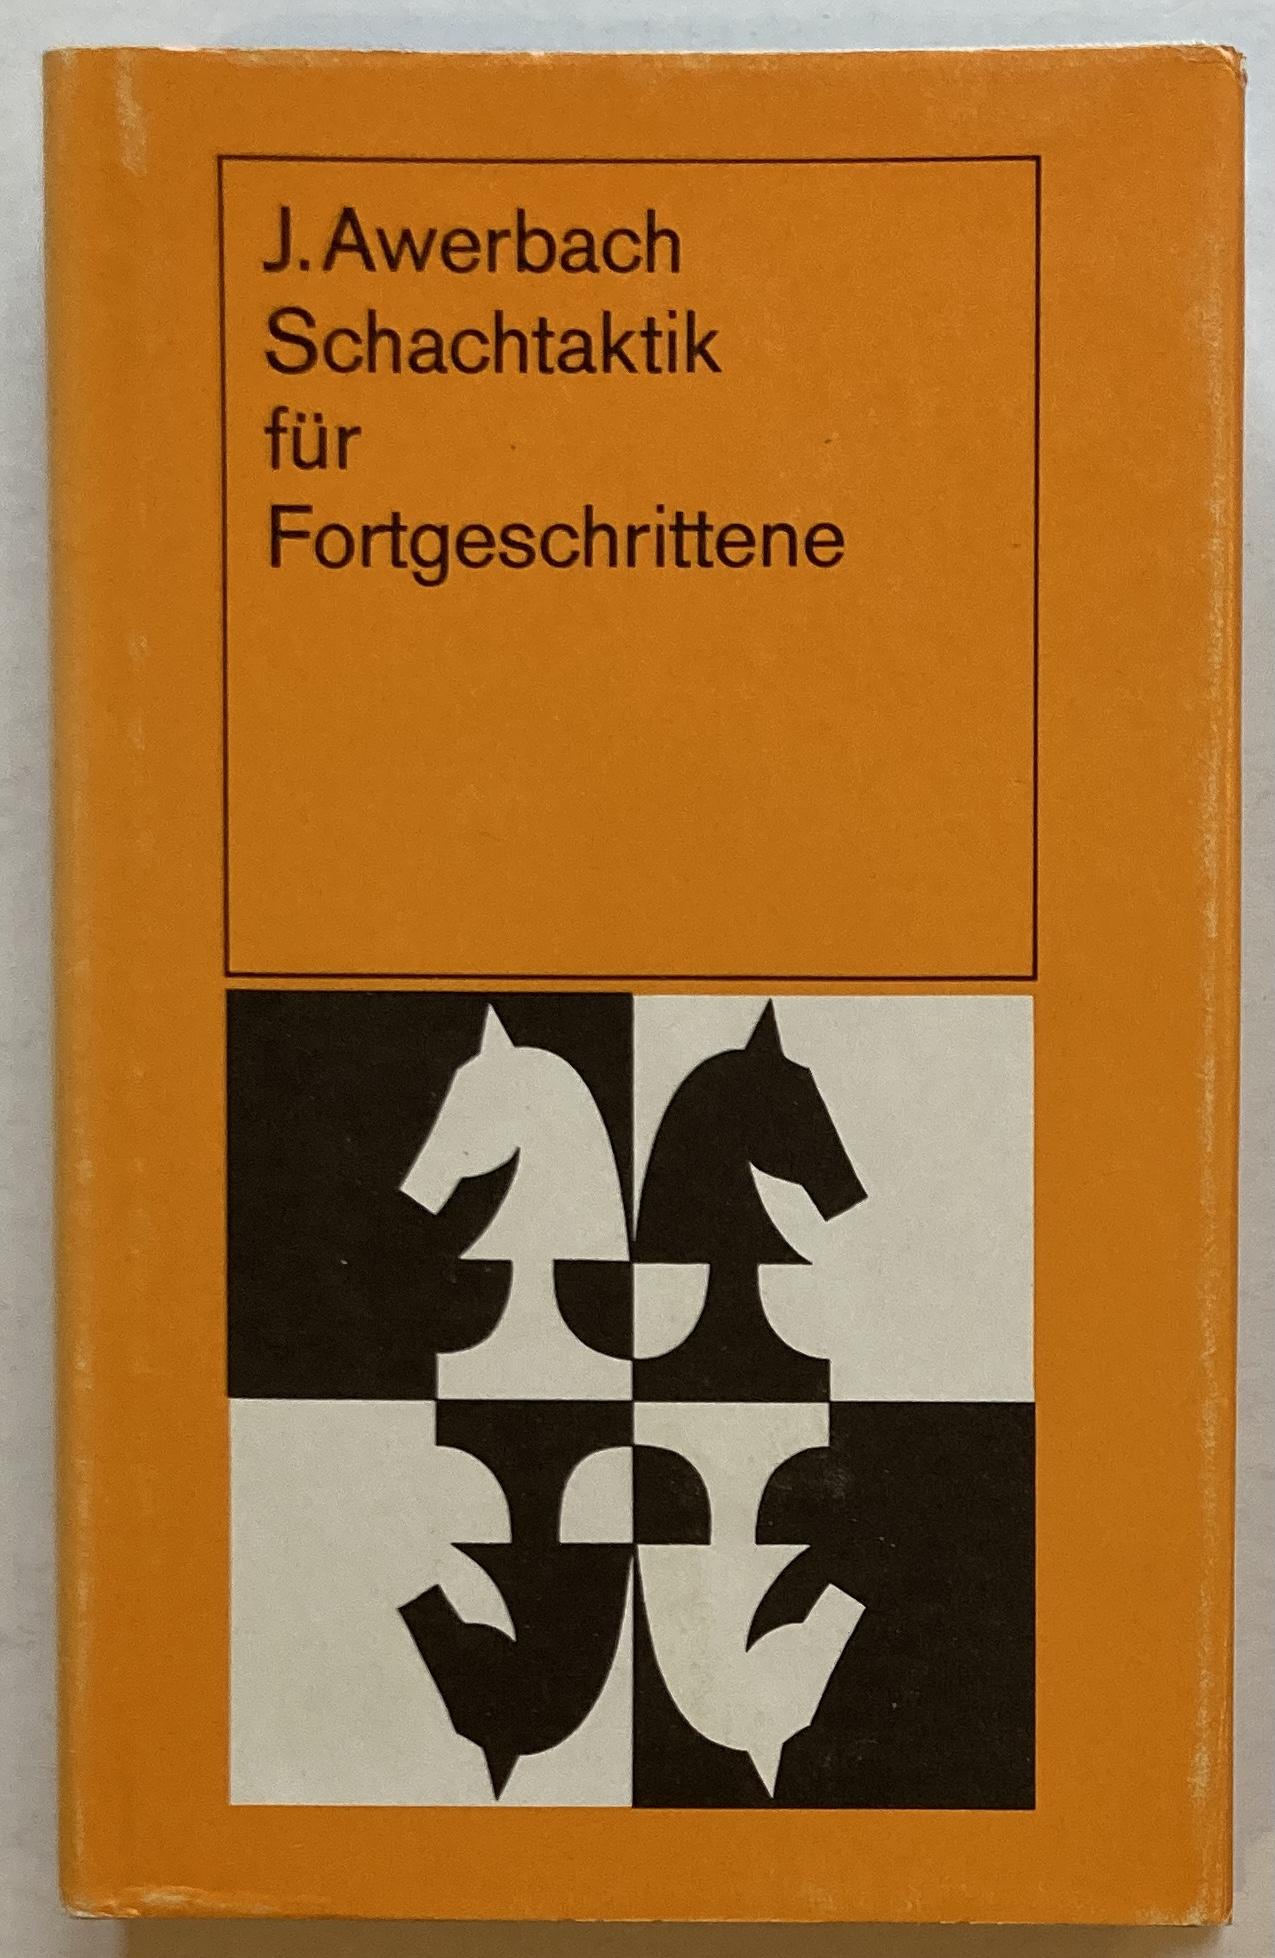 J. Awerbach
Schachtaktik
für
Fortgeschrittene